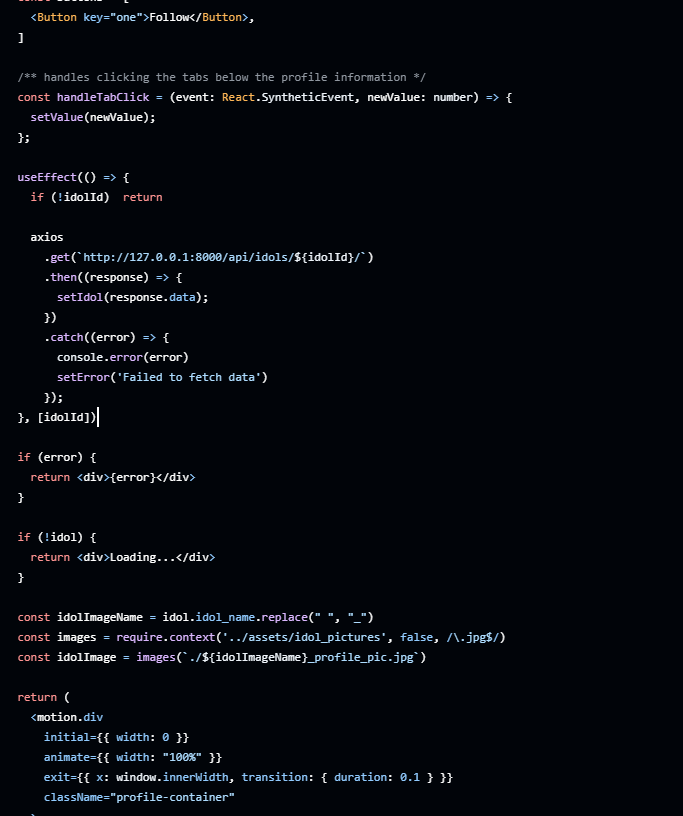 <Button key="one">Follow</Button>,
]
/** handles clicking the tabs below the profile information */
const handleTabClick = (event: React.SyntheticEvent, newValue: number) => {
setValue(newValue);
};
useEffect(() => {
if (!idolId)  return
axios
.get(`http://127.0.0.1:8000/api/idols/${idolId}/`)
.then((response) => {
setIdol(response.data);
})
.catch((error) => {
console.error(error)
setError('Failed to fetch data')
});
}, [idolId])
if (error) {
return <div>{error}</div>
}
if (!idol) {
return <div>Loading...</div>
}
const idolImageName = idol.idol_name.replace(" ", "_")
const images = require.context('../assets/idol_pictures', false, /\.jpg$/)
const idolImage = images(`./${idolImageName}_profile_pic.jpg`)
return (
<motion.div
initial={{ width: 0 }}
animate={{ width: "100%" }}
exit={{ x: window.innerWidth, transition: { duration: 0.1 } }}
className="profile-container"